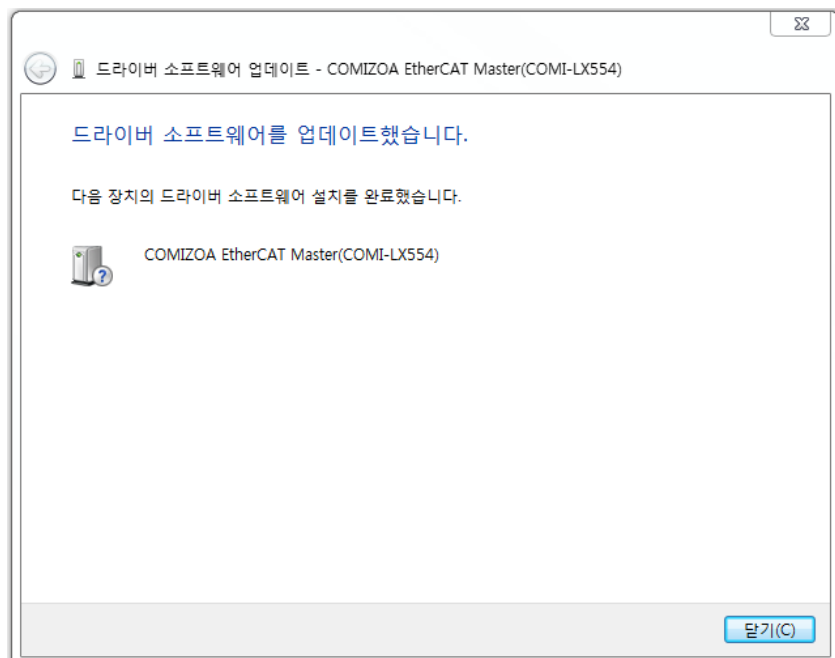 드라이버 소프트웨어 업데이트 - COMIZOA EtherCAT Master(COMI-LX554)
드라이버 소프트웨어를 업데이트했습니다.
다음 장치의 드라이버 소프트웨어 설치를 완료했습니다.
COMIZOA EtherCAT Master(COMI-LX554)
닫기(C)